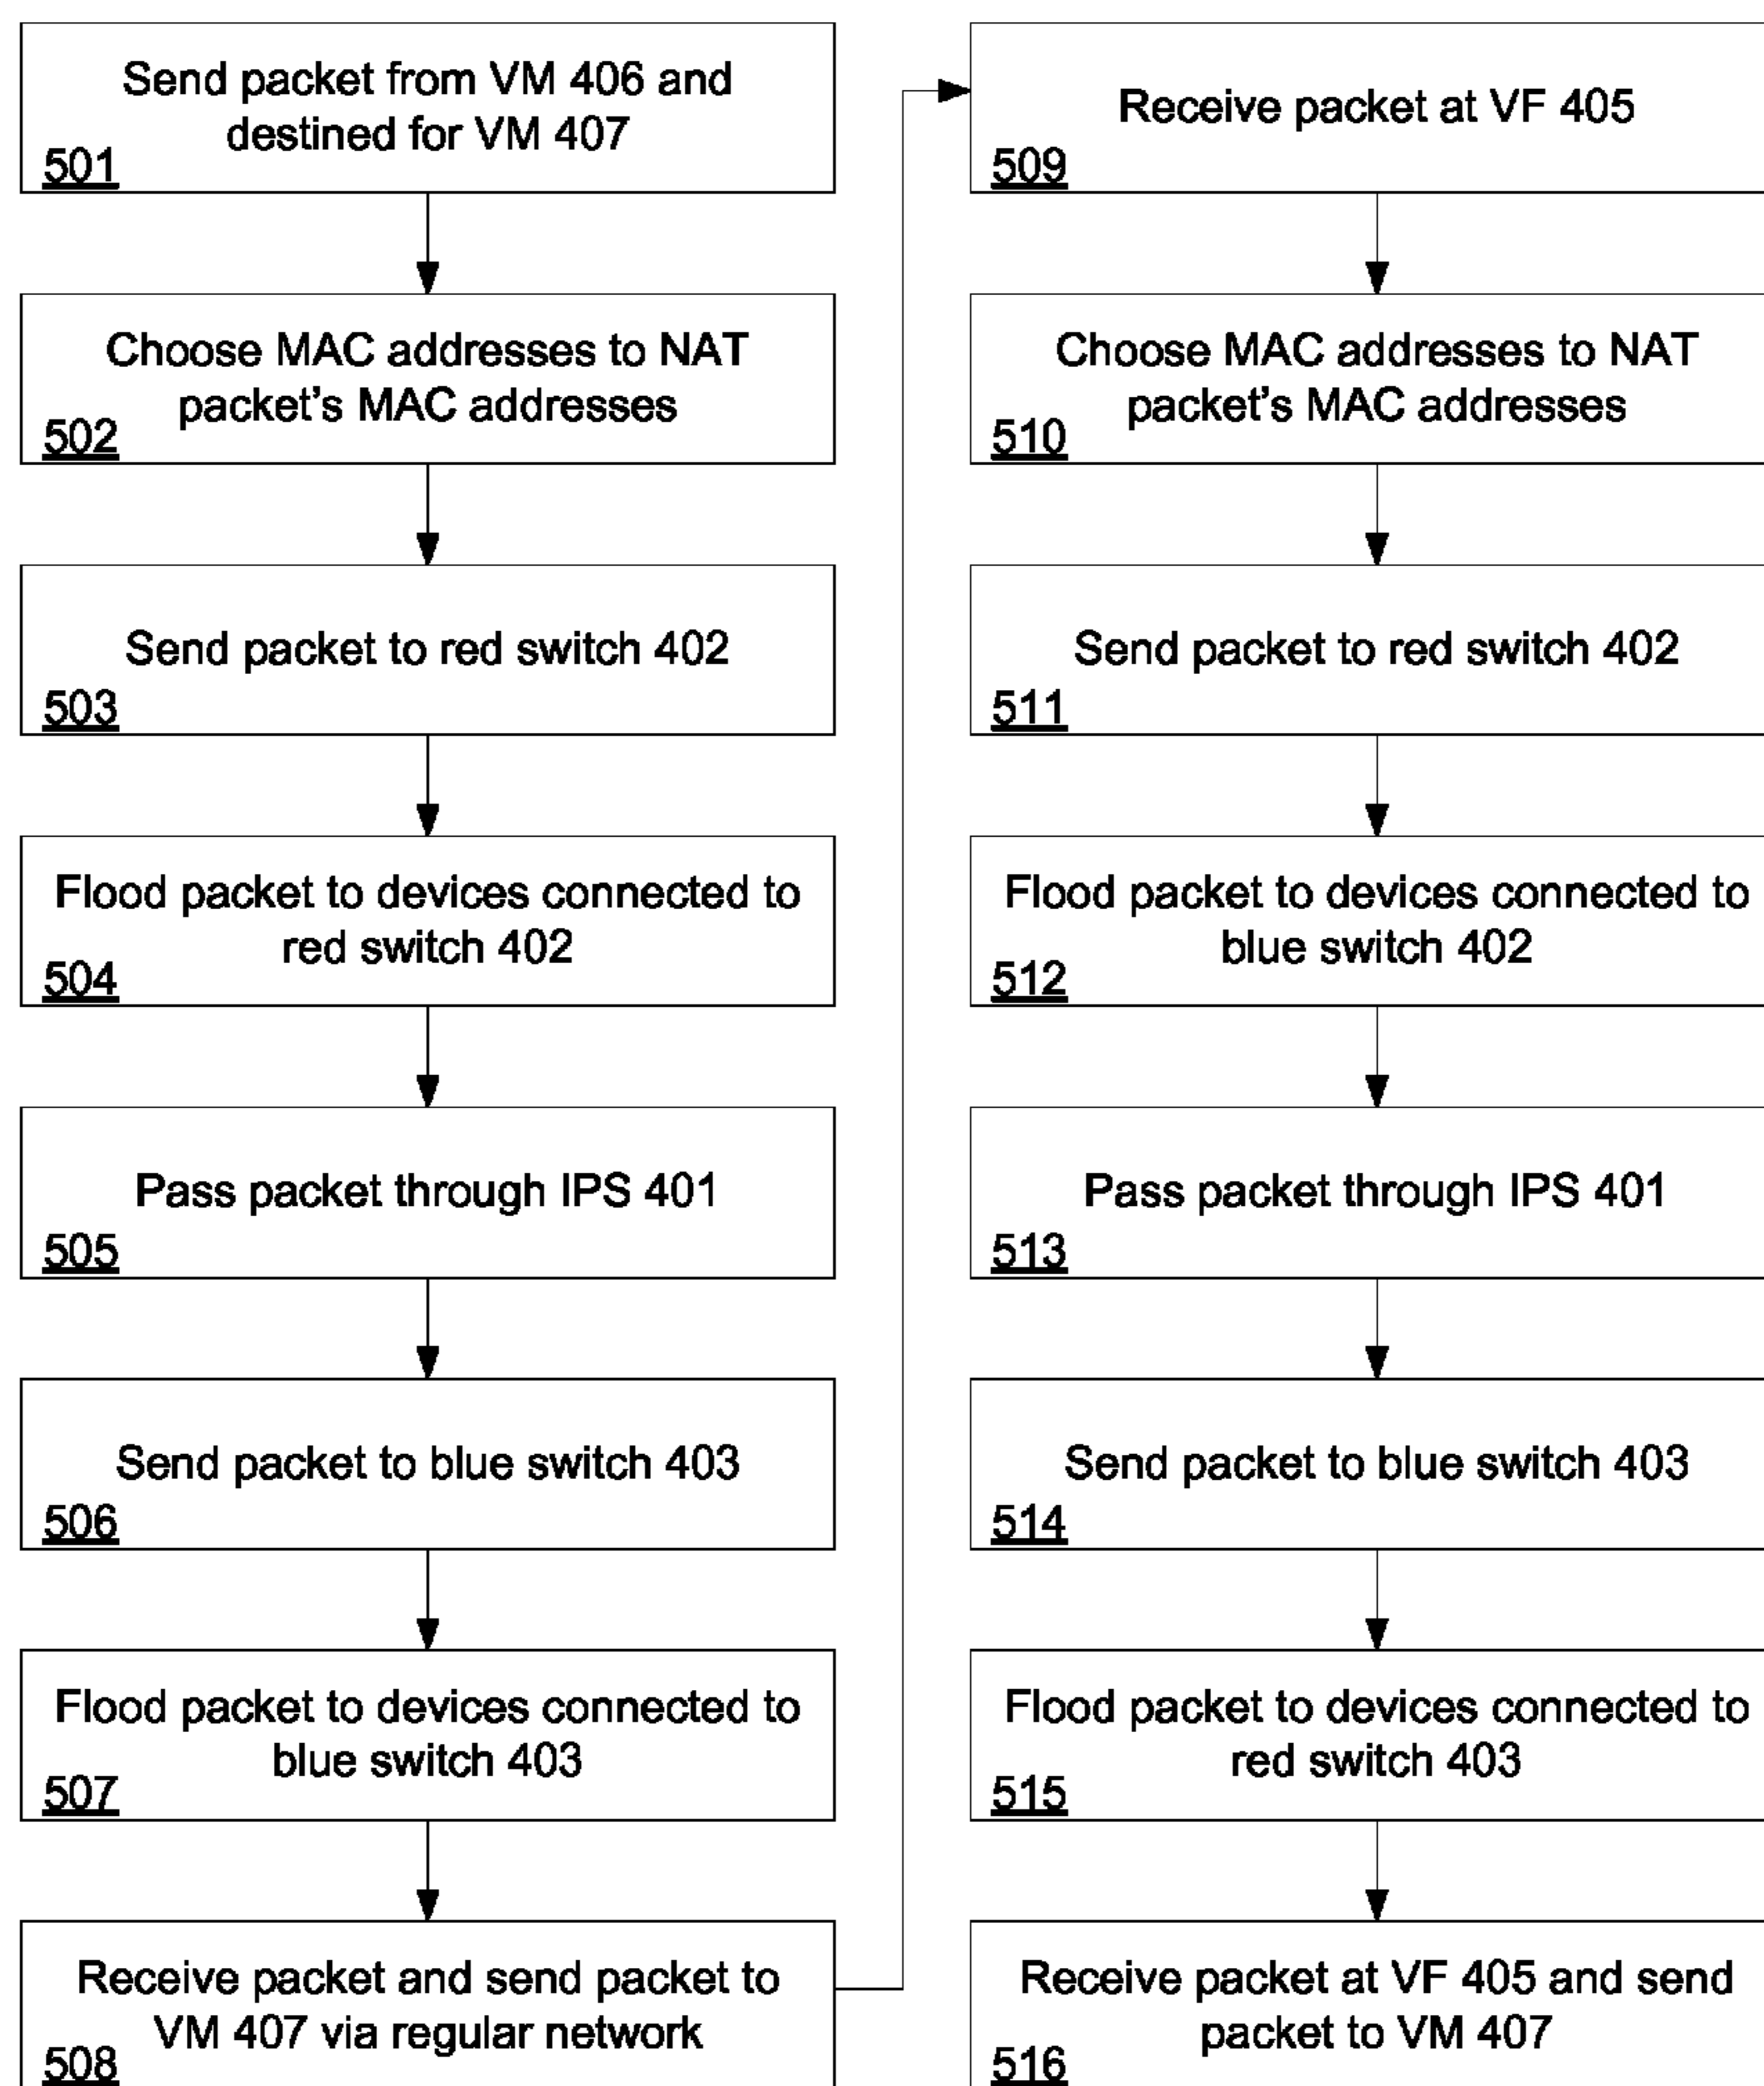 Send packet from VM 406 and
destined for VM 407
501
Choose MAC addresses to NAT
packet's MAC addresses
502
Send packet to red switch 402
503
Flood packet to devices connected to
red switch 402
504
Pass packet through IPS 401
505
Send packet to blue switch 403
506
Flood packet to devices connected to
blue switch 403
507
Receive packet and send packet to
VM 407 via regular network
508
Receive packet at VF 405
509
Choose MAC addresses to NAT
packet's MAC addresses
510
Send packet to red switch 402
511
Flood packet to devices connected to
blue switch 402
512
Pass packet through IPS 401
513
Send packet to blue switch 403
514
Flood packet to devices connected to
red switch 403
515
Receive packet at VF 405 and send
packet to VM 407
516